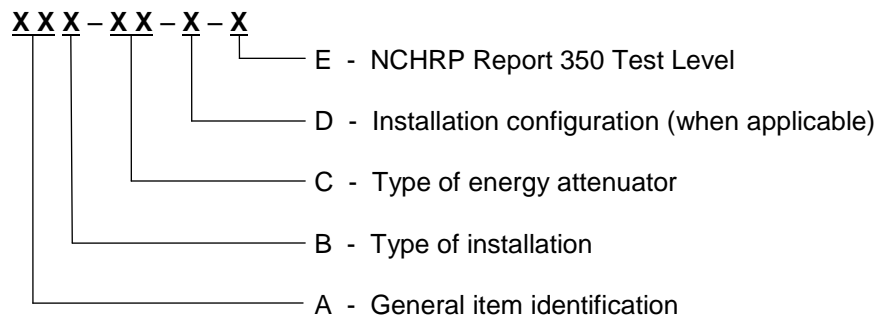 X X X – X X – X – X
E - NCHRP Report 350 Test Level
D - Installation configuration (when applicable)
C - Type of energy attenuator
B - Type of installation
A - General item identification